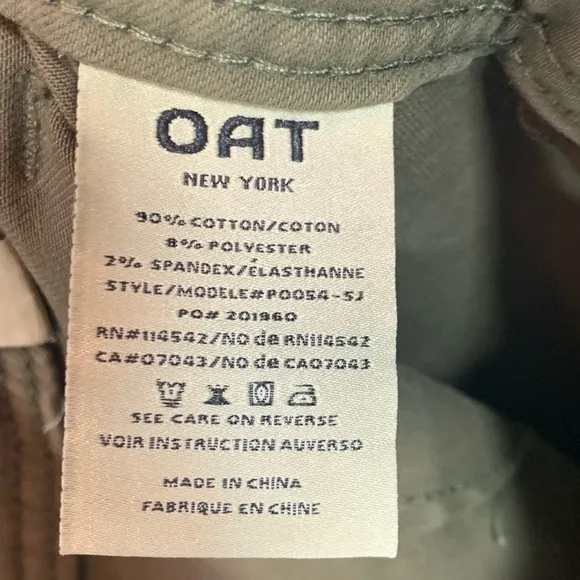 OAT
NEW YORK
90% COTTON/COTON
8% POLYESTER
2% SPANDEX/ÉLASTHANNE
STYLE/MODELE#P0054-SJ
PO# 201960
RN#114542/NO de RN114542
CA#07043/NO de CA07043
SEE CARE ON REVERSE
VOIR INSTRUCTION AUVERSO
MADE IN CHINA
FABRIQUE EN CHINE